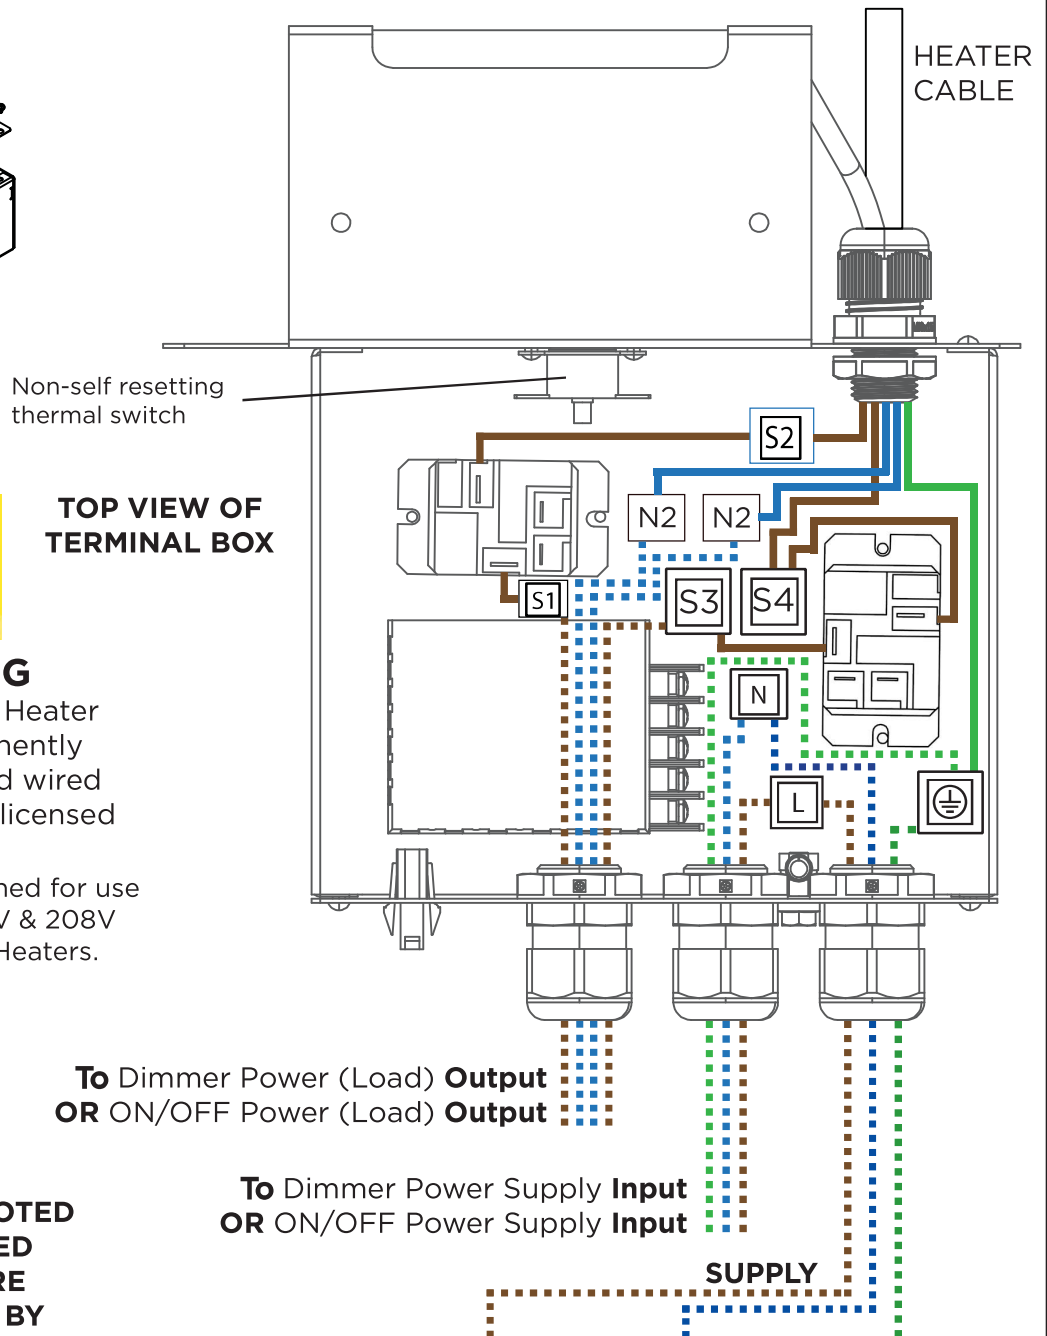 HEATER
CABLE
Non-self resetting
thermal switch
S2
TOP VIEW OF
TERMINAL BOX
N2
N2
S1
S3
S4
G
Heater
N
nently
d wired
L
licensed
ned for use
V & 208V
Heaters.
To Dimmer Power (Load) Output
OR ON/OFF Power (Load) Output
To Dimmer Power Supply Input
OR ON/OFF Power Supply Input
OTED
ED
SUPPLY
RE
BY